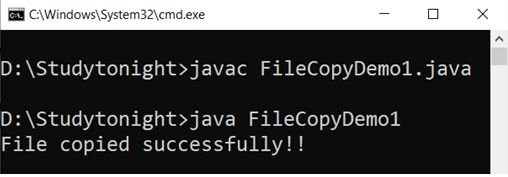 C:\Windows\System32\cmd.exe
D:\Studytonight>javac FileCopyDemo1.java
D:\Studytonight>java FileCopyDemo1
File copied successfully!!